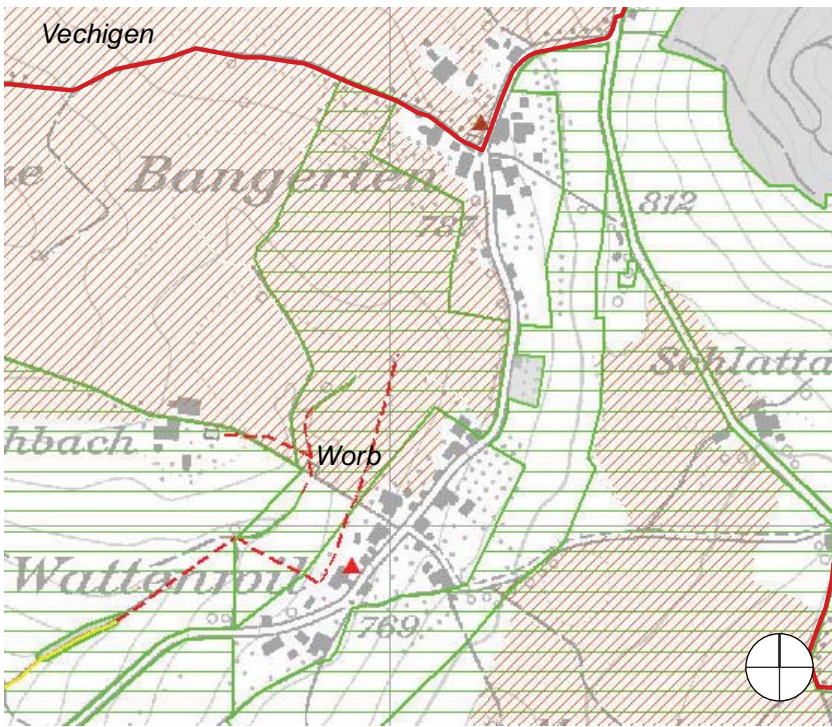 Vechigen
Bangerten
787
812
Schlatta
hbach
Worb
Wattenwil
769